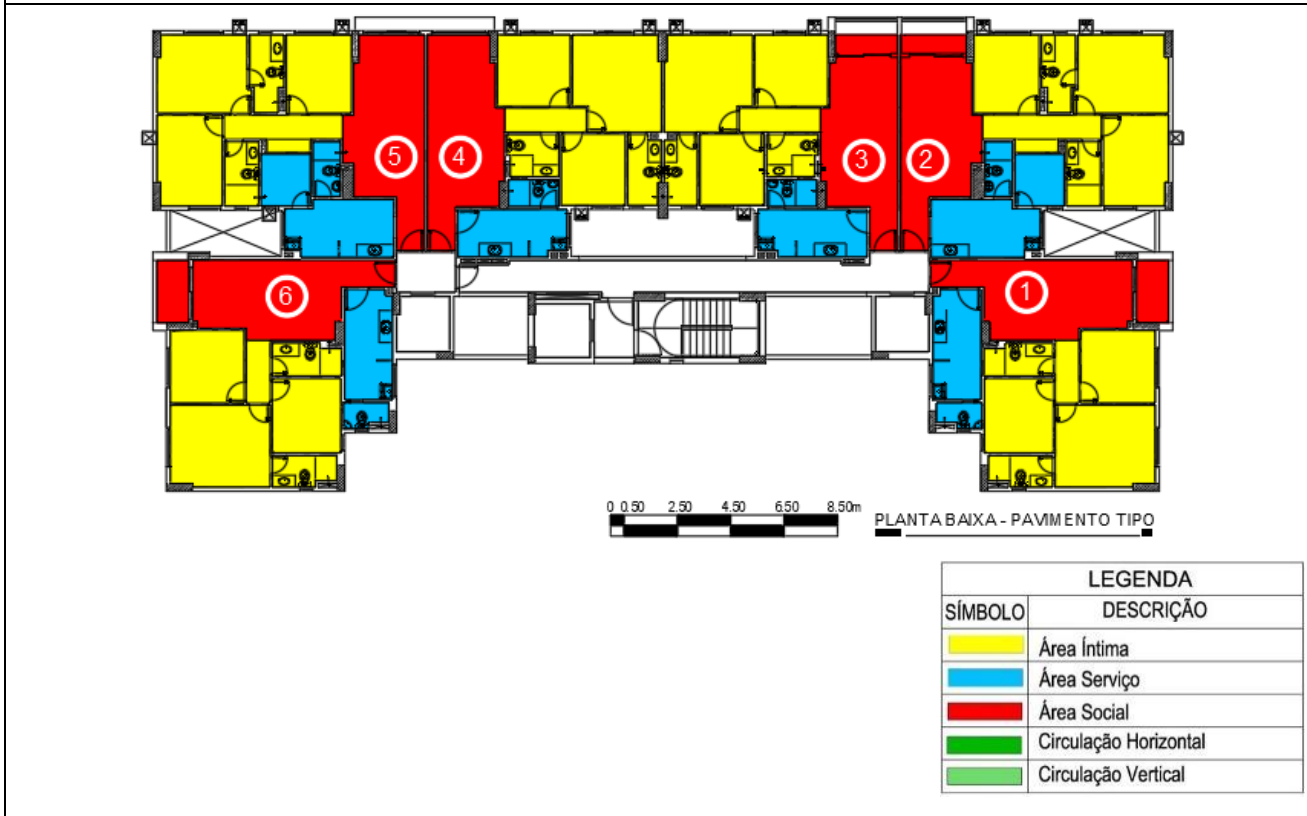 5 4 3 2
6 1
0 0.50 2.50 4.50 6.50 8.50m
PLANTA BAIXA - PAVIMENTO TIPO
LEGENDA
SÍMBOLO DESCRIÇÃO
Área Íntima
Área Serviço
Área Social
Circulação Horizontal
Circulação Vertical